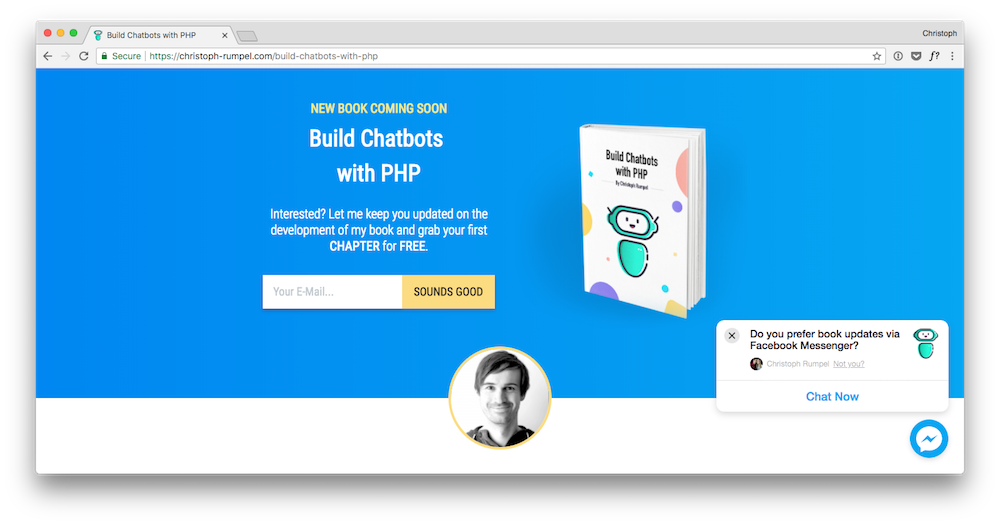 Build Chatbots with PHP
Christoph
Secure
https://christoph-rumpel.com/build-chatbots-with-php
f?
NEW BOOK COMING SOON
Build Chatbots
with PHP
Interested? Let me keep you updated on the
development of my book and grab your first
CHAPTER for FREE.
Your E-Mail...
SOUNDS GOOD
Build Chatbots
with PHP
By Christoph Rumpel
Do you prefer book updates via
Facebook Messenger?
Christoph Rumpel Not you?
Chat Now